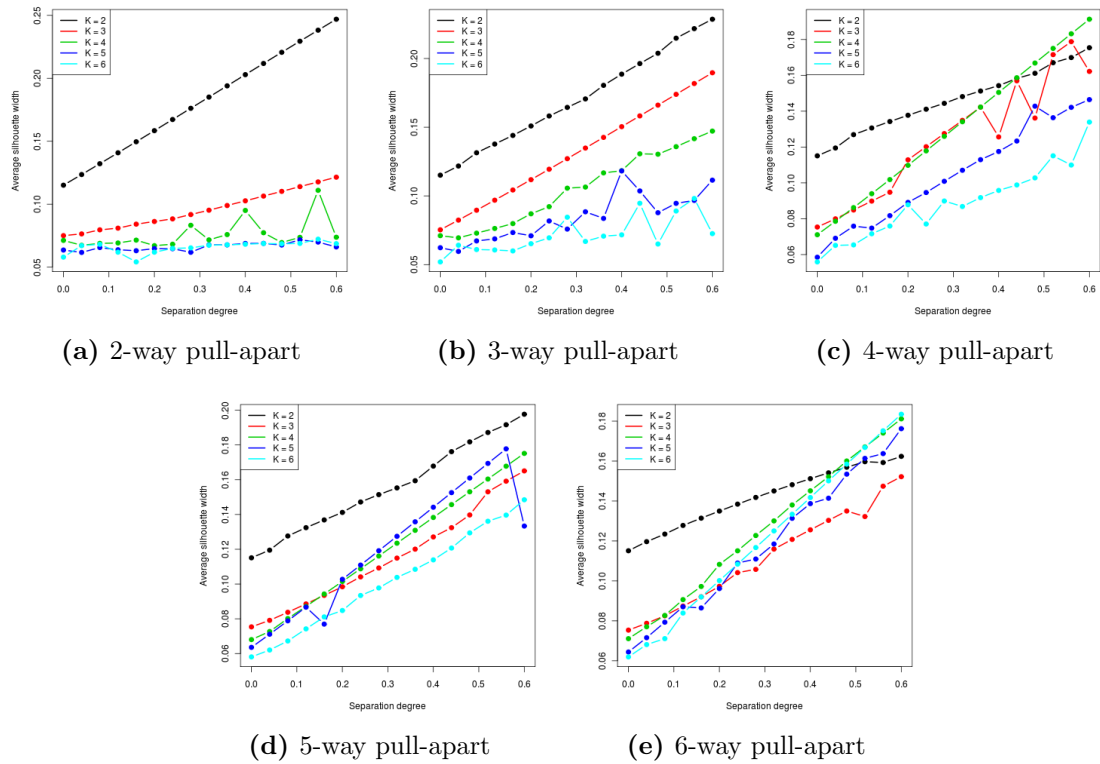 K = 2
K = 3
K = 4
K = 5
K = 6
Average silhouette width
0.05
0.10
0.15
0.20
0.25
0.0 0.1 0.2 0.3 0.4 0.5 0.6
Separation degree
(a) 2-way pull-apart
K = 2
K = 3
K = 4
K = 5
K = 6
Average silhouette width
0.05
0.10
0.15
0.20
0.0 0.1 0.2 0.3 0.4 0.5 0.6
Separation degree
(b) 3-way pull-apart
K = 2
K = 3
K = 4
K = 5
K = 6
Average silhouette width
0.06
0.08
0.10
0.12
0.14
0.16
0.18
0.0 0.1 0.2 0.3 0.4 0.5 0.6
Separation degree
(c) 4-way pull-apart
K = 2
K = 3
K = 4
K = 5
K = 6
Average silhouette width
0.06
0.08
0.10
0.12
0.14
0.16
0.18
0.20
0.0 0.1 0.2 0.3 0.4 0.5 0.6
Separation degree
(d) 5-way pull-apart
K = 2
K = 3
K = 4
K = 5
K = 6
Average silhouette width
0.06
0.08
0.10
0.12
0.14
0.16
0.18
0.0 0.1 0.2 0.3 0.4 0.5 0.6
Separation degree
(e) 6-way pull-apart